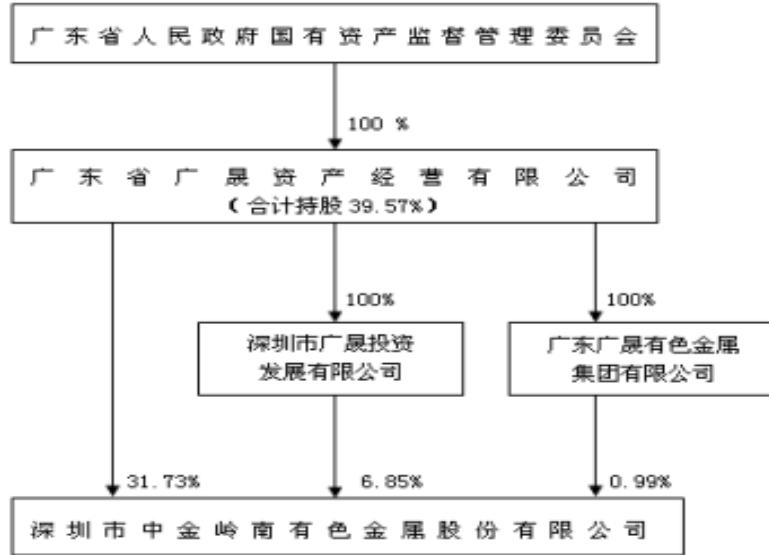 广东省人民政府国有资产监督管理委员会
100 %
广东省广晟资产经营有限公司
（合计持股39.57%）
100%
100%
深圳市广晟投资
发展有限公司
广东广晟有色金属
集团有限公司
31.73%
6.85%
0.99%
深圳市中金岭南有色金属股份有限公司